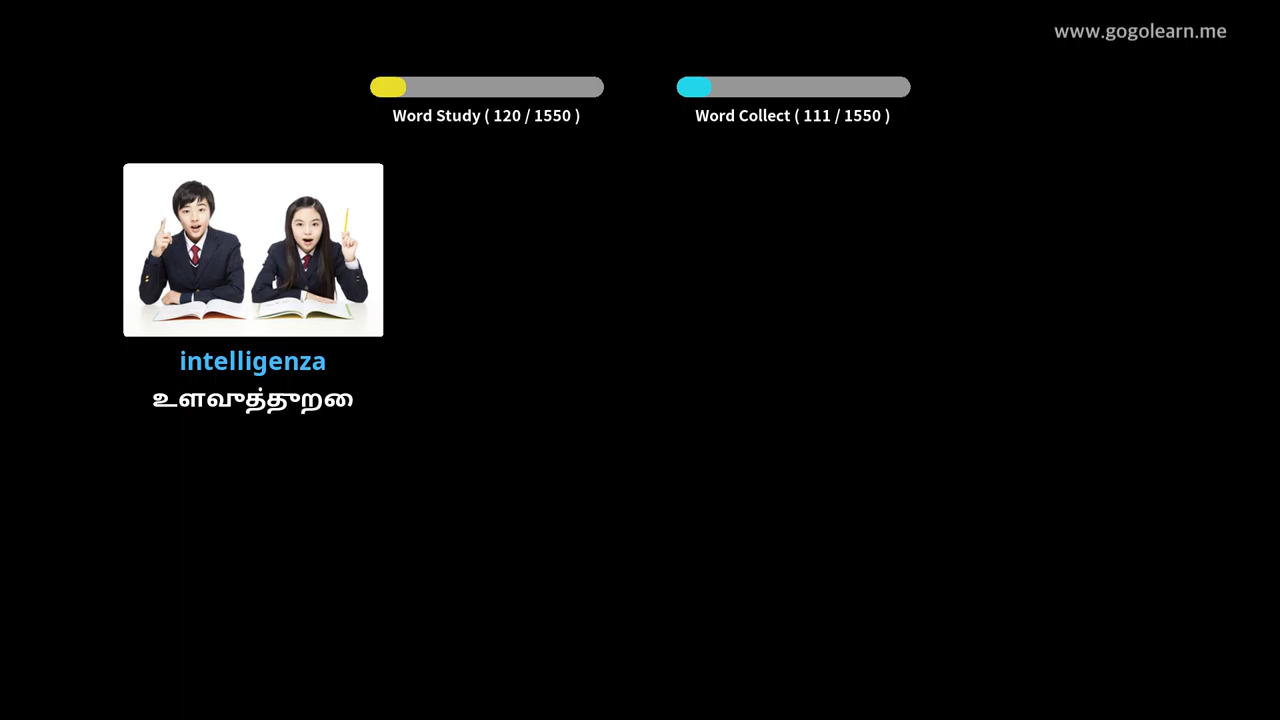 www.gogolearn.me
Word Study ( 120 / 1550 )
Word Collect ( 111 / 1550 )
intelligenza
உளவுத்துறை